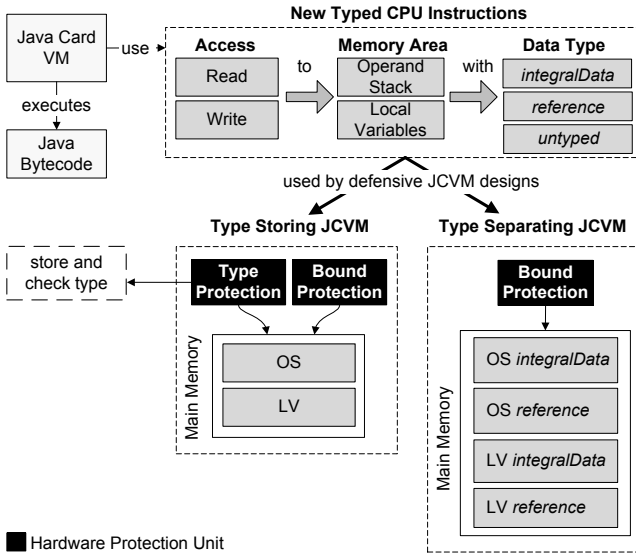 New Typed CPU Instructions
Java Card
VM
use
executes
Java
Bytecode
Access
Read
Write
to
Memory Area
Operand
Stack
Local
Variables
with
Data Type
integralData
reference
untyped
used by defensive JCVM designs
Type Storing JCVM
store and
check type
Type
Protection
Bound
Protection
Main Memory
OS
LV
Type Separating JCVM
Bound
Protection
Main Memory
OS integralData
OS reference
LV integralData
LV reference
Hardware Protection Unit